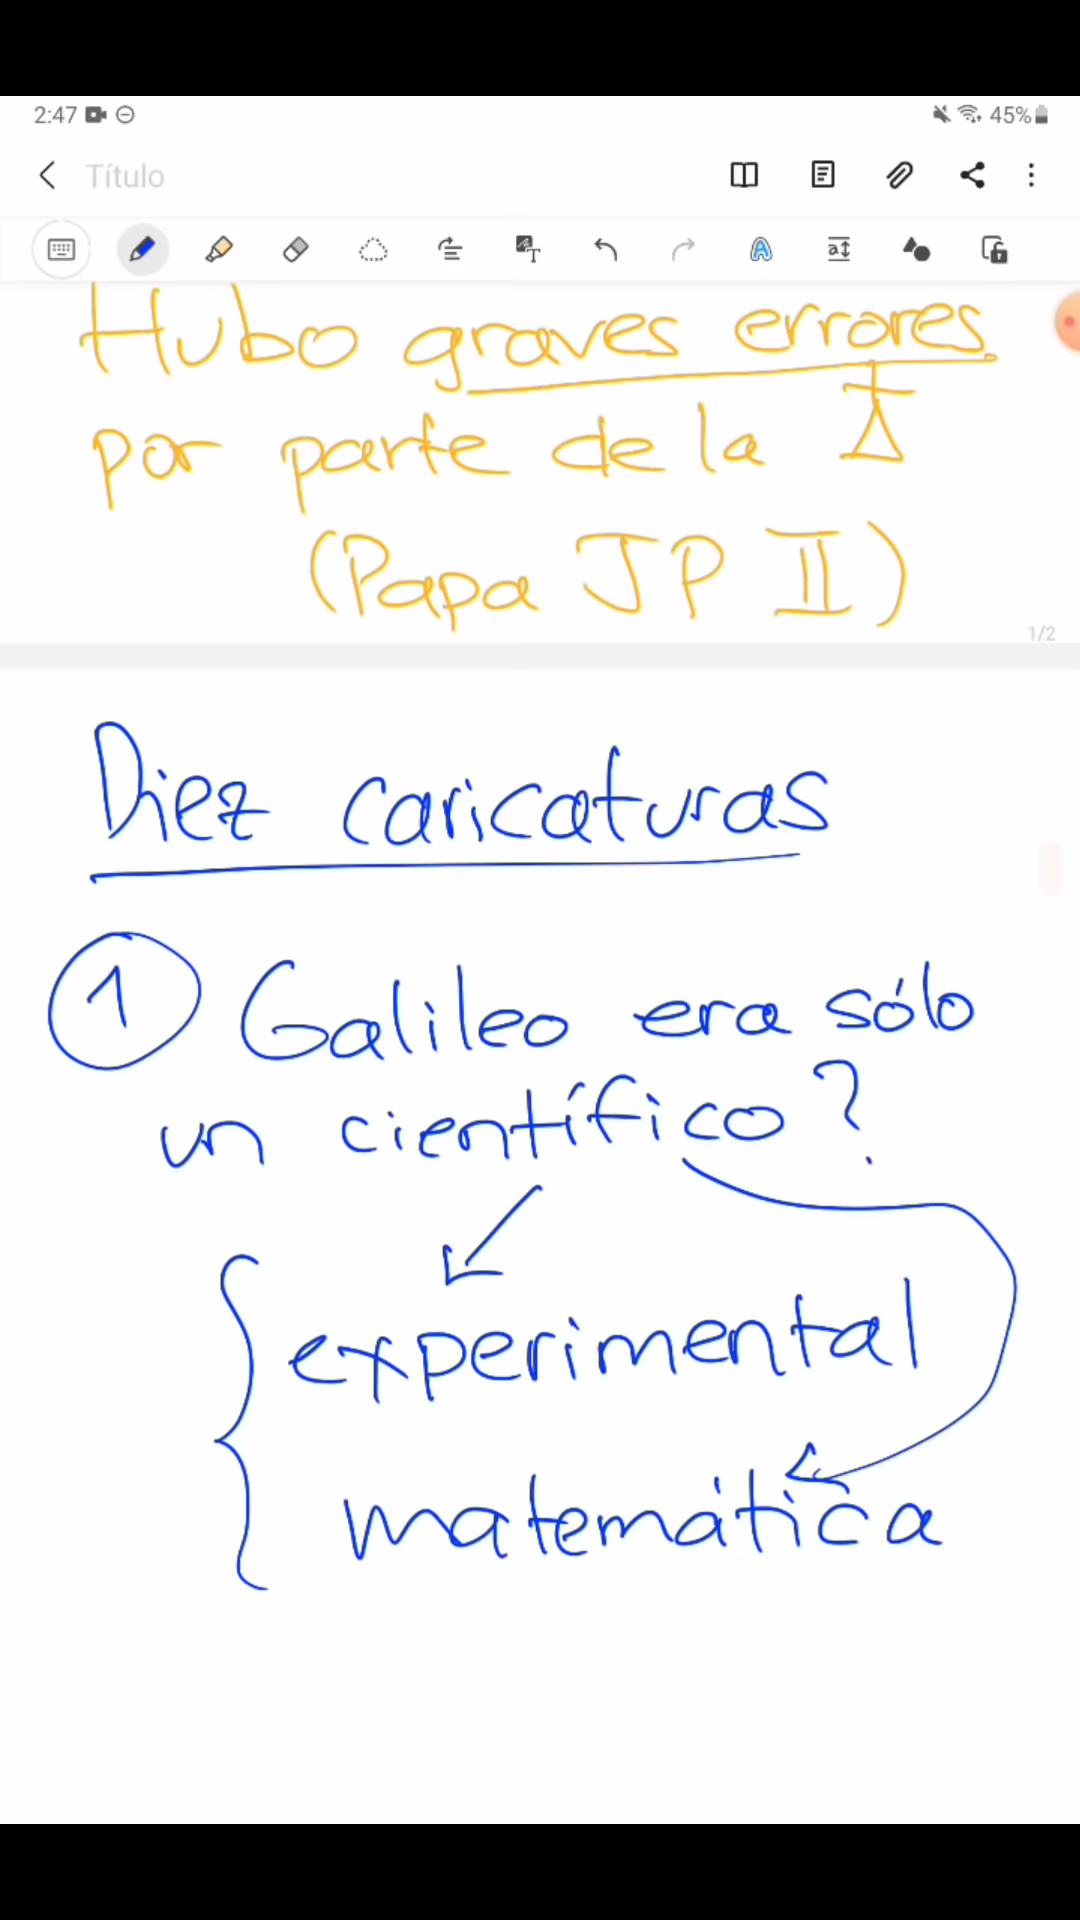 2:47
45%
Título
Hubo graves errores
por parte de la
(Papa JP II)
1/2
Diez caricaturas
1 Galileo era sólo
un científico?
experimental
matemática